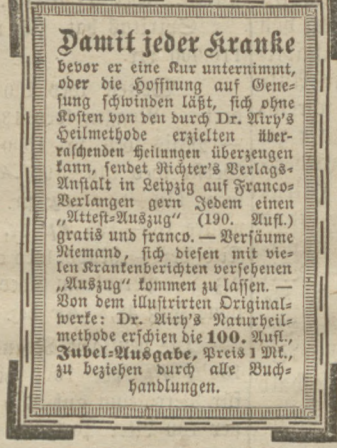 Damit jeder Kranke
bevor er eine Kur unternimmt,
oder die Hoffnung auf Gene-
sung schwinden läßt, sich ohne
Kosten von den durch Dr. Airy's
Heilmethode erzielten über-
raschenden Heilungen überzeugen
kann, sendet Richter's Verlags-
Anstalt in Leipzig auf Franco-
Verlangen gern Jedem einen
„Attest-Auszug“ (190. Aufl.)
gratis und franco. — Versäume
Niemand, sich diesen mit vie-
len Krankenberichten versehenen
„Auszug“ kommen zu lassen. —
Von dem illustrirten Original-
werke: Dr. Airy's Naturheil-
methode erschien die 100. Aufl.,
Jubel-Ausgabe, Preis 1 Mk.,
zu beziehen durch alle Buch-
handlungen.